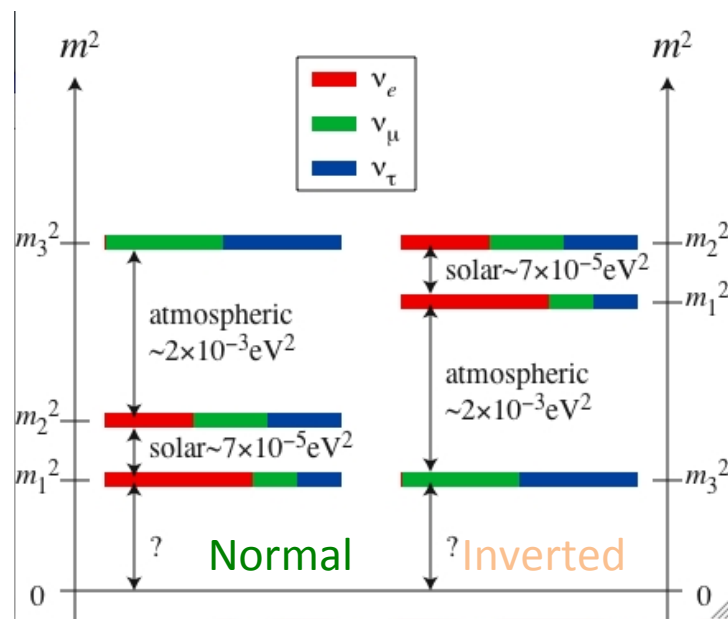 m² m²
νₑ
ν_μ
ν_τ
m₃² m₂²
solar~7×10⁻⁵eV²
m₁²
atmospheric
~2×10⁻³eV²
atmospheric
~2×10⁻³eV²
m₂²
solar~7×10⁻⁵eV²
m₁² m₃²
? Normal ? Inverted
0 0